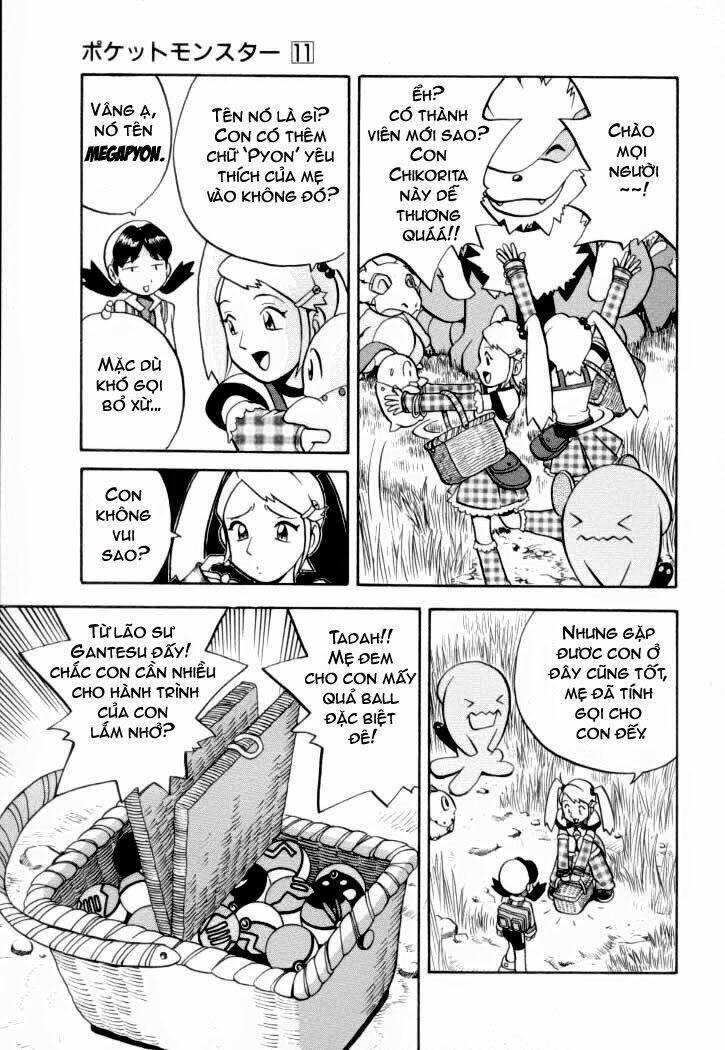 ポケットモンスター 11
CHÀO
MỌI
NGƯỜI
~~!
ỂH?
CÓ THÀNH
VIÊN MỚI SAO?
CON
CHIKORITA
NÀY DỄ
THƯƠNG
QUÁÁ!!
TÊN NÓ LÀ GÌ?
CON CÓ THÊM
CHỮ 'PYON' YÊU
THÍCH CỦA MẸ
VÀO KHÔNG ĐÓ?
VÂNG Ạ,
NÓ TÊN
MEGAPYON.
MẶC DÙ
KHÓ GỌI
BỎ XỪ...
CON
KHÔNG
VUI
SAO?
NHƯNG GẶP
ĐƯƠC CON Ở
ĐÂY CŨNG TỐT,
MẸ ĐÃ TÍNH
GỌI CHO
CON ĐẾY.
TADAH!!
MẸ ĐEM
CHO CON MẤY
QUẢ BALL
ĐẶC BIỆT
ĐÊ!
TỪ LÃO SƯ
GANTESU ĐẤY!
CHẮC CON CẦN NHIỀU
CHO HÀNH TRÌNH
CỦA CON
LẮM NHỞ?